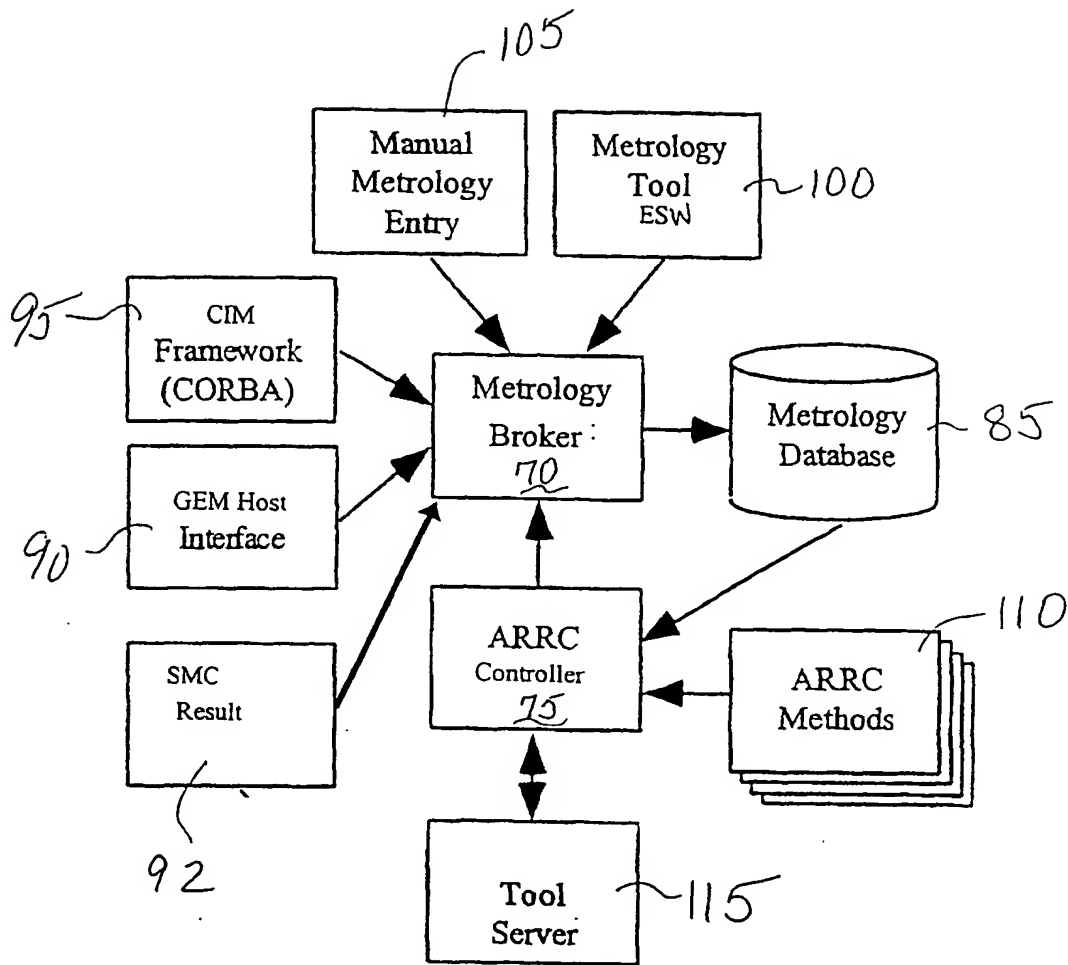 105
Manual
Metrology
Entry
Metrology
Tool
ESW
100
95
CIM
Framework
(CORBA)
Metrology
Broker:
70
Metrology
Database
85
GEM Host
Interface
90
ARRC
Controller
75
110
ARRC
Methods
SMC
Result
92
Tool
Server
115